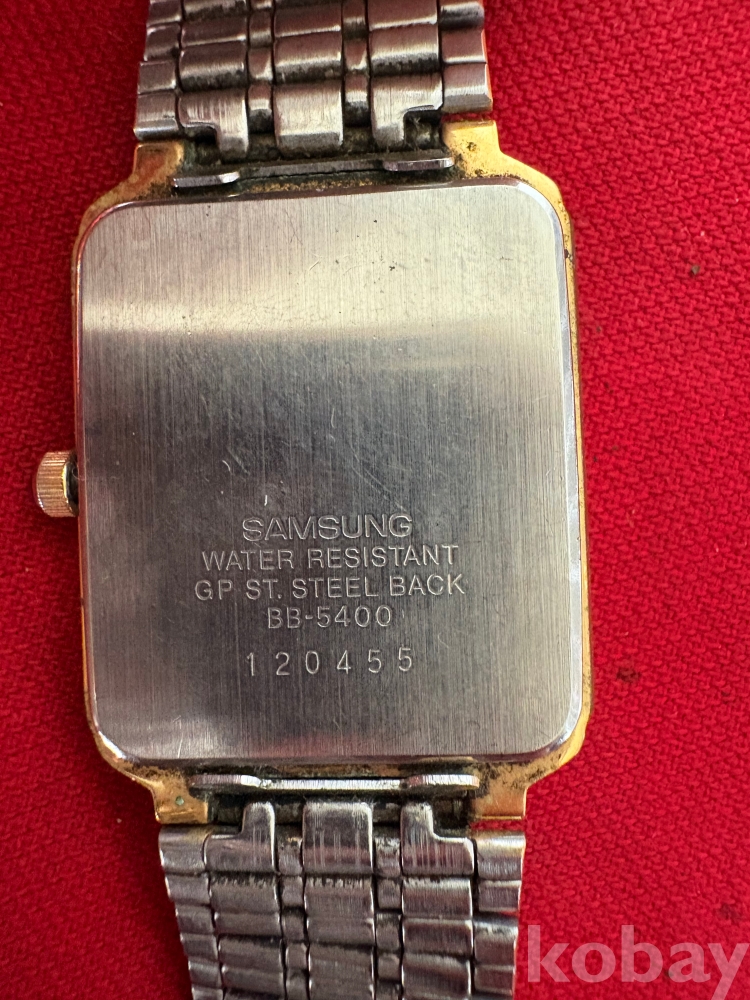 SAMSUNG
WATER RESISTANT
GP ST. STEEL BACK
BB-5400
120455
kobay